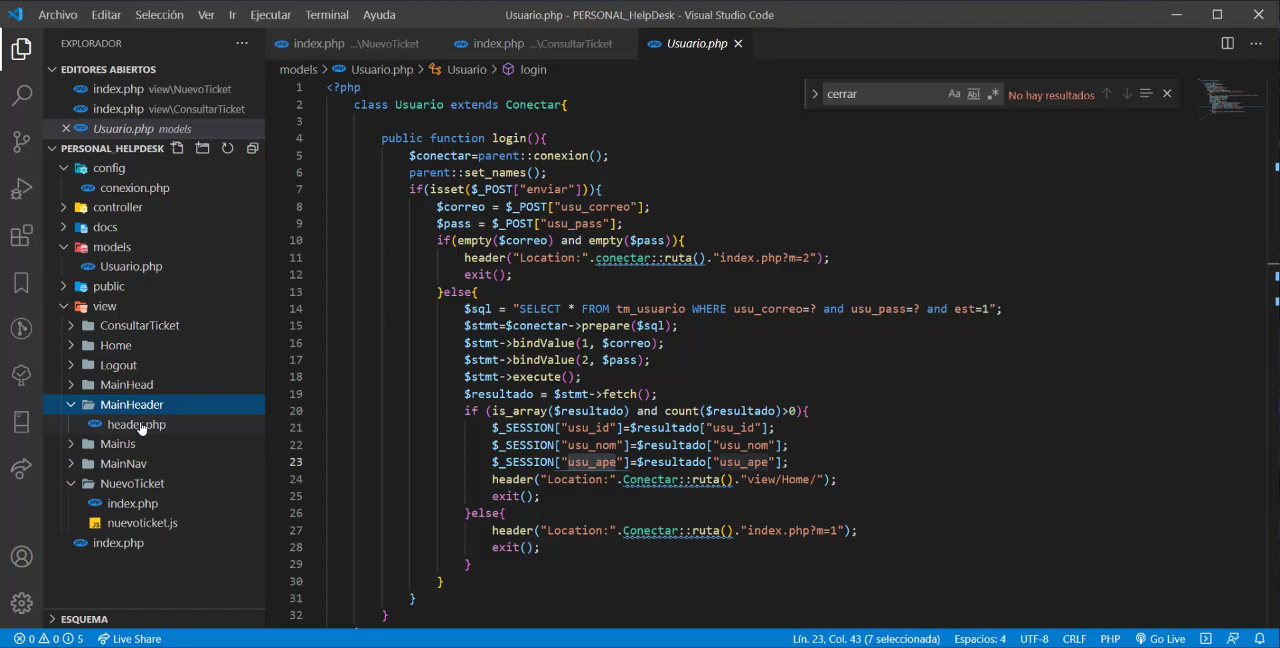 Archivo Editar Selección Ver Ir Ejecutar Terminal Ayuda Usuario.php - PERSONAL_HelpDesk - Visual Studio Code
EXPLORADOR
index.php ...\NuevoTicket index.php ...\ConsultarTicket Usuario.php
EDITORES ABIERTOS
index.php view\NuevoTicket
index.php view\ConsultarTicket
Usuario.php models
PERSONAL_HELPDESK
config
conexion.php
controller
docs
models
Usuario.php
public
view
ConsultarTicket
Home
Logout
MainHead
MainHeader
header.php
MainJs
MainNav
NuevoTicket
index.php
nuevoticket.js
index.php
ESQUEMA
models > Usuario.php > Usuario > login
cerrar Aa Abl .* No hay resultados
1 <?php
2 class Usuario extends Conectar{
3
4 public function login(){
5 $conectar=parent::conexion();
6 parent::set_names();
7 if(isset($_POST["enviar"])){
8 $correo = $_POST["usu_correo"];
9 $pass = $_POST["usu_pass"];
10 if(empty($correo) and empty($pass)){
11 header("Location:".conectar::ruta()."index.php?m=2");
12 exit();
13 }else{
14 $sql = "SELECT * FROM tm_usuario WHERE usu_correo=? and usu_pass=? and est=1";
15 $stmt=$conectar->prepare($sql);
16 $stmt->bindValue(1, $correo);
17 $stmt->bindValue(2, $pass);
18 $stmt->execute();
19 $resultado = $stmt->fetch();
20 if (is_array($resultado) and count($resultado)>0){
21 $_SESSION["usu_id"]=$resultado["usu_id"];
22 $_SESSION["usu_nom"]=$resultado["usu_nom"];
23 $_SESSION["usu_ape"]=$resultado["usu_ape"];
24 header("Location:".Conectar::ruta()."view/Home/");
25 exit();
26 }else{
27 header("Location:".Conectar::ruta()."index.php?m=1");
28 exit();
29 }
30 }
31 }
32 }
0 0 5 Live Share Lín. 23, Col. 43 (7 seleccionada) Espacios: 4 UTF-8 CRLF PHP Go Live